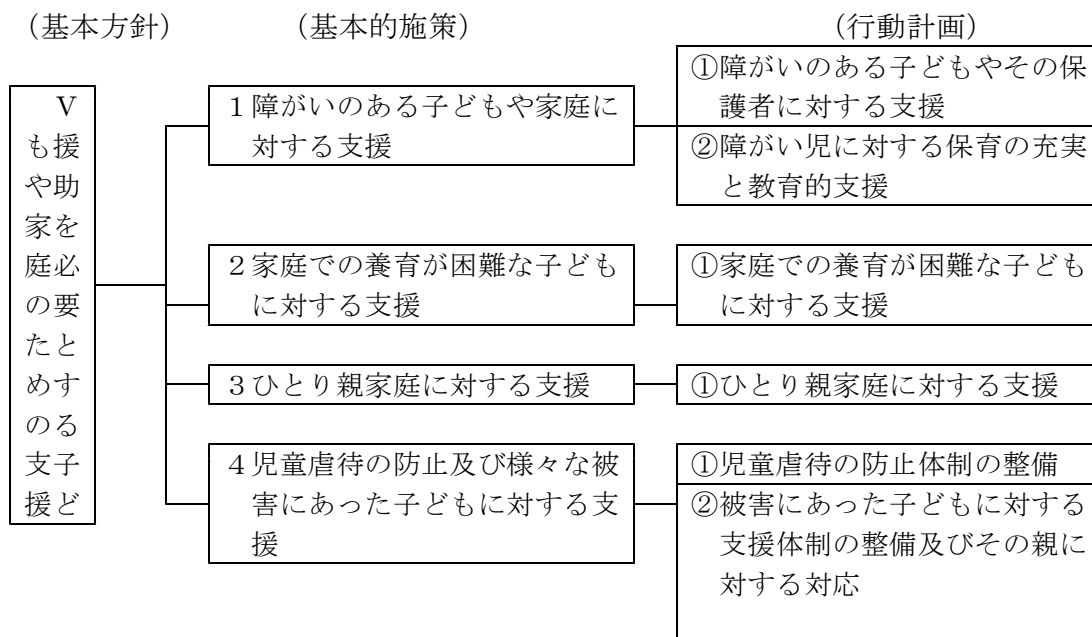 （基本方針）
（基本的施策）
（行動計画）
Ⅴ援助を必要とする子ど
もや家庭のための支援
１障がいのある子どもや家庭に
対する支援
①障がいのある子どもやその保
護者に対する支援
②障がい児に対する保育の充実
と教育的支援
２家庭での養育が困難な子ども
に対する支援
①家庭での養育が困難な子ども
に対する支援
３ひとり親家庭に対する支援
①ひとり親家庭に対する支援
４児童虐待の防止及び様々な被
害にあった子どもに対する支
援
①児童虐待の防止体制の整備
②被害にあった子どもに対する
支援体制の整備及びその親に
対する対応